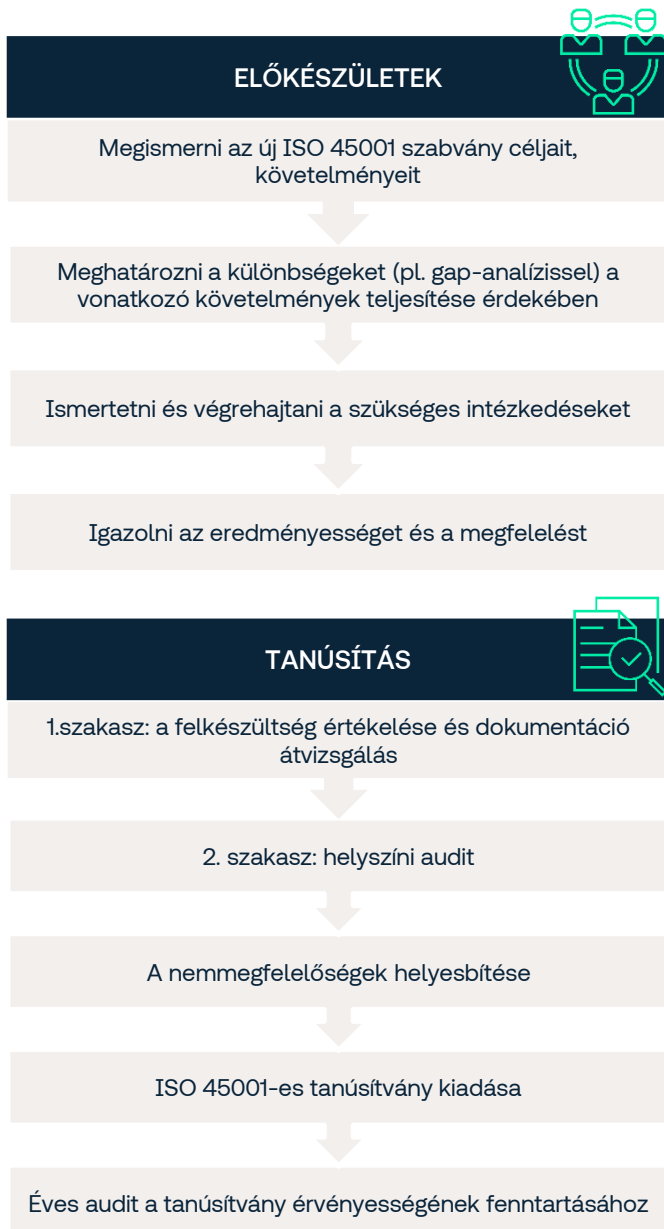 ELŐKÉSZÜLETEK
Megismerni az új ISO 45001 szabvány céljait,
követelményeit
Meghatározni a különbségeket (pl. gap-analízissel) a
vonatkozó követelmények teljesítése érdekében
Ismertetni és végrehajtani a szükséges intézkedéseket
Igazolni az eredményességet és a megfelelést
TANÚSÍTÁS
1.szakasz: a felkészültség értékelése és dokumentáció
átvizsgálás
2. szakasz: helyszíni audit
A nemmegfelelőségek helyesbítése
ISO 45001-es tanúsítvány kiadása
Éves audit a tanúsítvány érvényességének fenntartásához